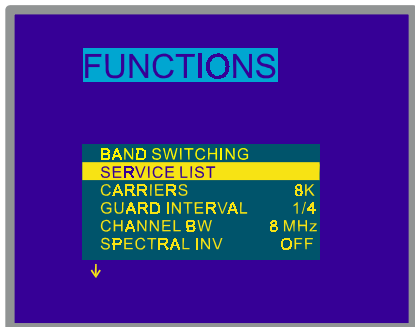 FUNCTIONS
BAND SWITCHING
SERVICE LIST
CARRIERS 8K
GUARD INTERVAL 1/4
CHANNEL BW 8 MHz
SPECTRAL INV OFF
↓